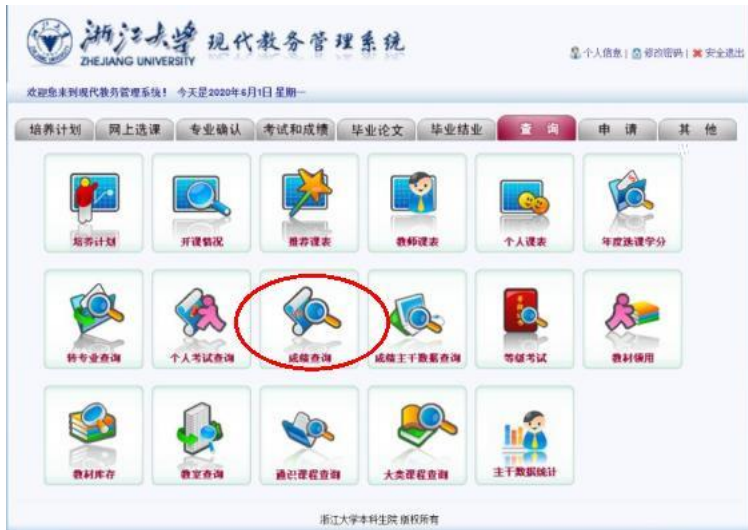 浙江大学 现代教务管理系统
ZHEJIANG UNIVERSITY
个人信息 | 修改密码 | 安全退出
欢迎您来到现代教务管理系统! 今天是2020年6月1日 星期一
培养计划 网上选课 专业确认 考试和成绩 毕业论文 毕业结业 查 询 申 请 其 他
培养计划 开课情况 推荐课表 教师课表 个人课表 年度选课学分
转专业查询 个人考试查询 成绩查询 成绩主干数据查询 等级考试 教材领用
教材库存 教室查询 通识课程查询 大类课程查询 主干数据统计
浙江大学本科生院 版权所有